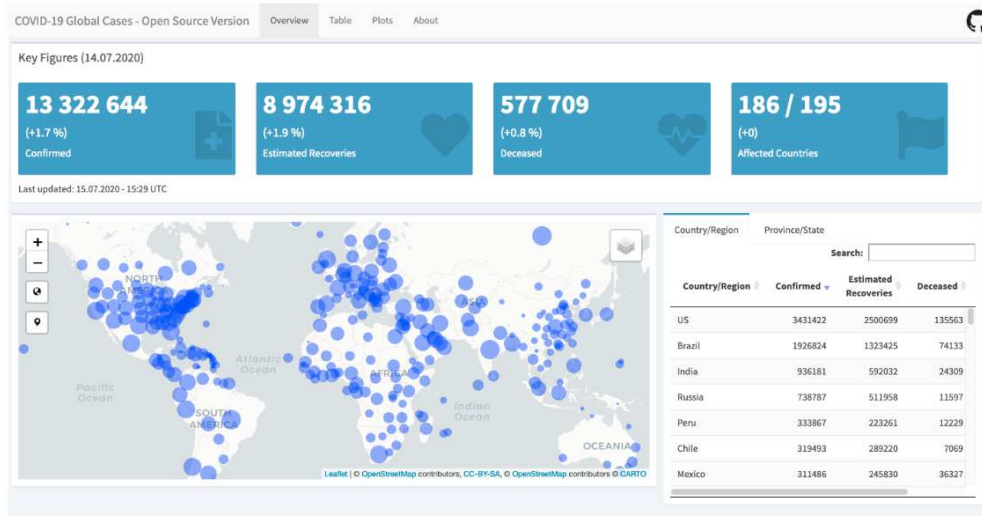 COVID-19 Global Cases - Open Source Version Overview Table Plots About
Key Figures (14.07.2020)
13 322 644
(+1.7 %)
Confirmed
8 974 316
(+1.9 %)
Estimated Recoveries
577 709
(+0.8 %)
Deceased
186 / 195
(+0)
Affected Countries
Last updated: 15.07.2020 - 15:29 UTC
+
−
NORTH
AMERICA
ASIA
Atlantic
Ocean
AFRICA
Pacific
Ocean
Indian
Ocean
SOUTH
AMERICA
OCEANIA
Leaflet | © OpenStreetMap contributors, CC-BY-SA, © OpenStreetMap contributors © CARTO
Country/Region Province/State
Search:
Country/Region Confirmed Estimated Recoveries Deceased
US 3431422 2500699 135563
Brazil 1926824 1323425 74133
India 936181 592032 24309
Russia 738787 511958 11597
Peru 333867 223261 12229
Chile 319493 289220 7069
Mexico 311486 245830 36327